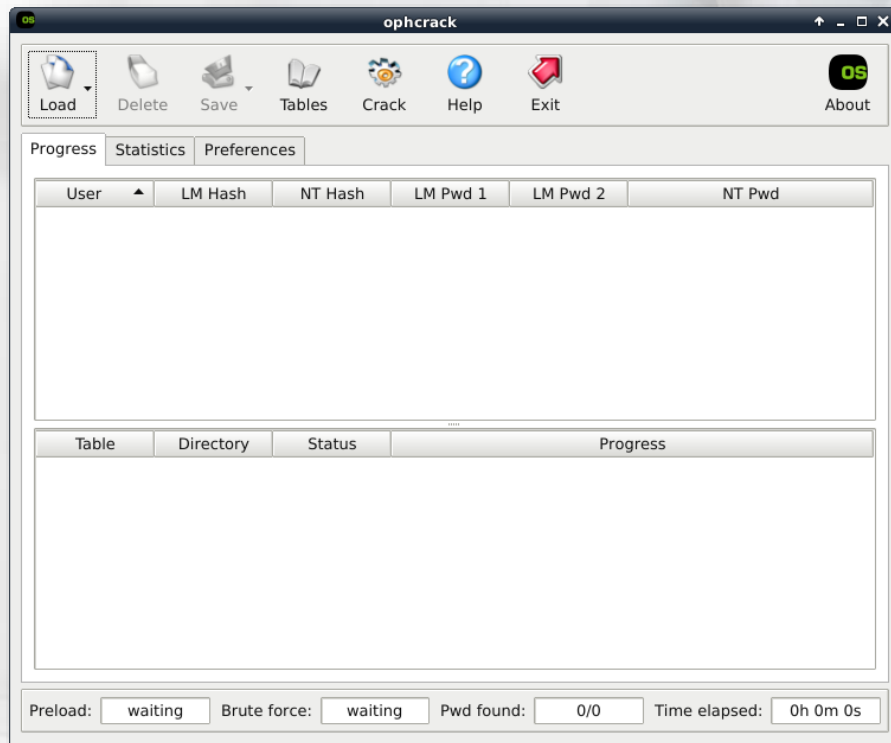 os ophcrack
Load Delete Save Tables Crack Help Exit os About
Progress Statistics Preferences
User LM Hash NT Hash LM Pwd 1 LM Pwd 2 NT Pwd
Table Directory Status Progress
Preload: waiting Brute force: waiting Pwd found: 0/0 Time elapsed: 0h 0m 0s